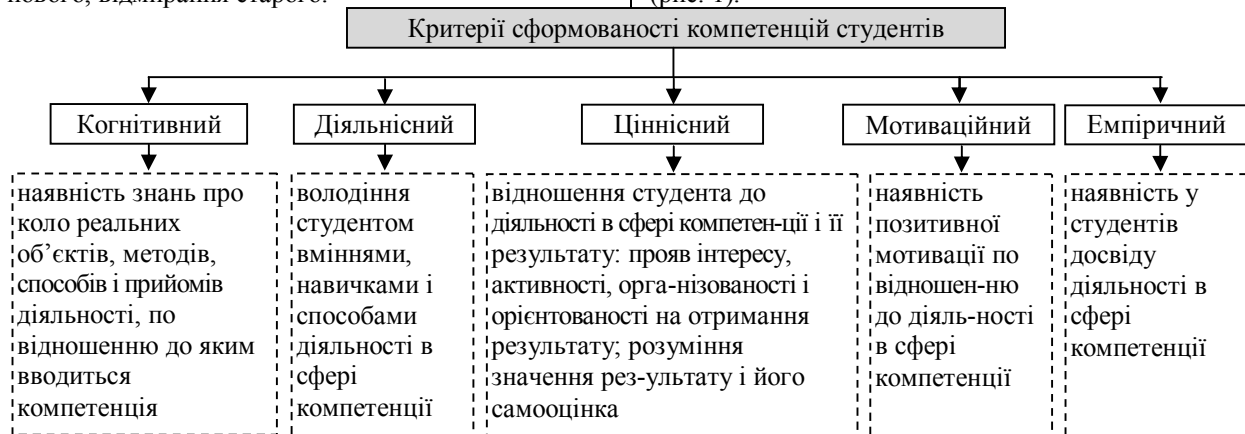 нового, відмирання старого.
(рис. 1).
Критерії сформованості компетенцій студентів
Когнітивний
Діяльнісний
Ціннісний
Мотиваційний
Емпіричний
наявність знань про
коло реальних
об’єктів, методів,
способів і прийомів
діяльності, по
відношенню до яким
вводиться
компетенція
володіння
студентом
вміннями,
навичками і
способами
діяльності в
сфері
компетенції
відношення студента до
діяльності в сфері компетен-ції і її
результату: прояв інтересу,
активності, орга-нізованості і
орієнтованості на отримання
результату; розуміння
значення рез-ультату і його
самооцінка
наявність
позитивної
мотивації по
відношен-ню
до діяль-ності
в сфері
компетенції
наявність у
студентів
досвіду
діяльності в
сфері
компетенції